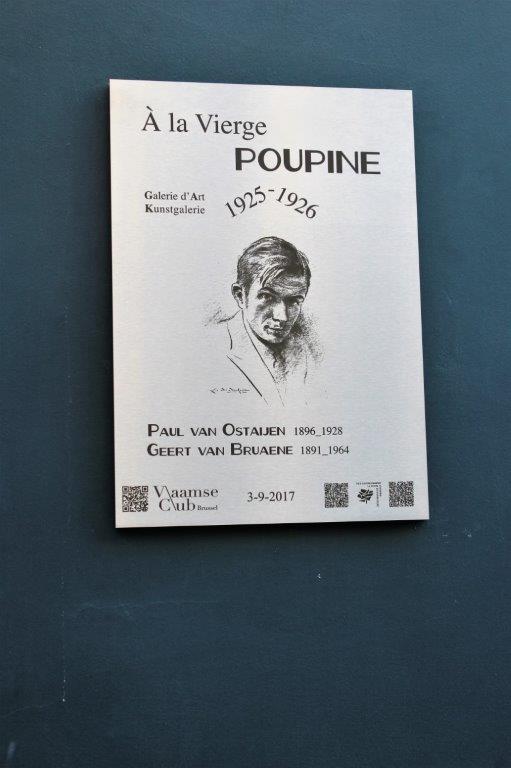 À la Vierge
POUPINE
Galerie d'Art
Kunstgalerie
1925-1926
PAUL VAN OSTAIJEN 1896_1928
GEERT VAN BRUAENE 1891_1964
Vlaamse
Club Brussel
3-9-2017